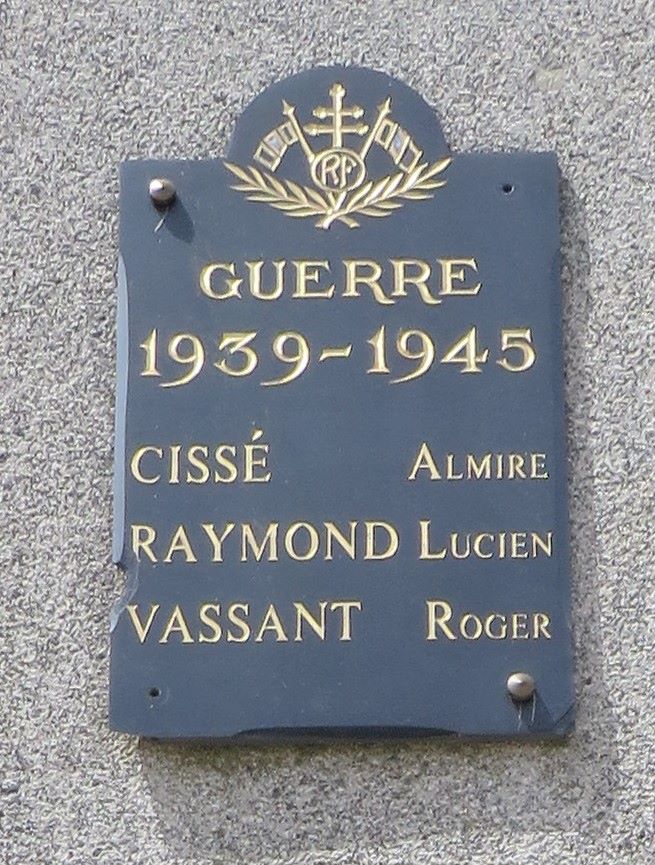 RF
GUERRE
1939-1945
CISSÉ ALMIRE
RAYMOND LUCIEN
VASSANT ROGER